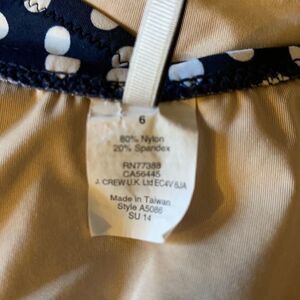 6
80% Nylon
20% Spandex
RN77388
CA56445
J. CREW U.K. Ltd EC4V 6JA
Made in Taiwan
Style A5086
SU 14